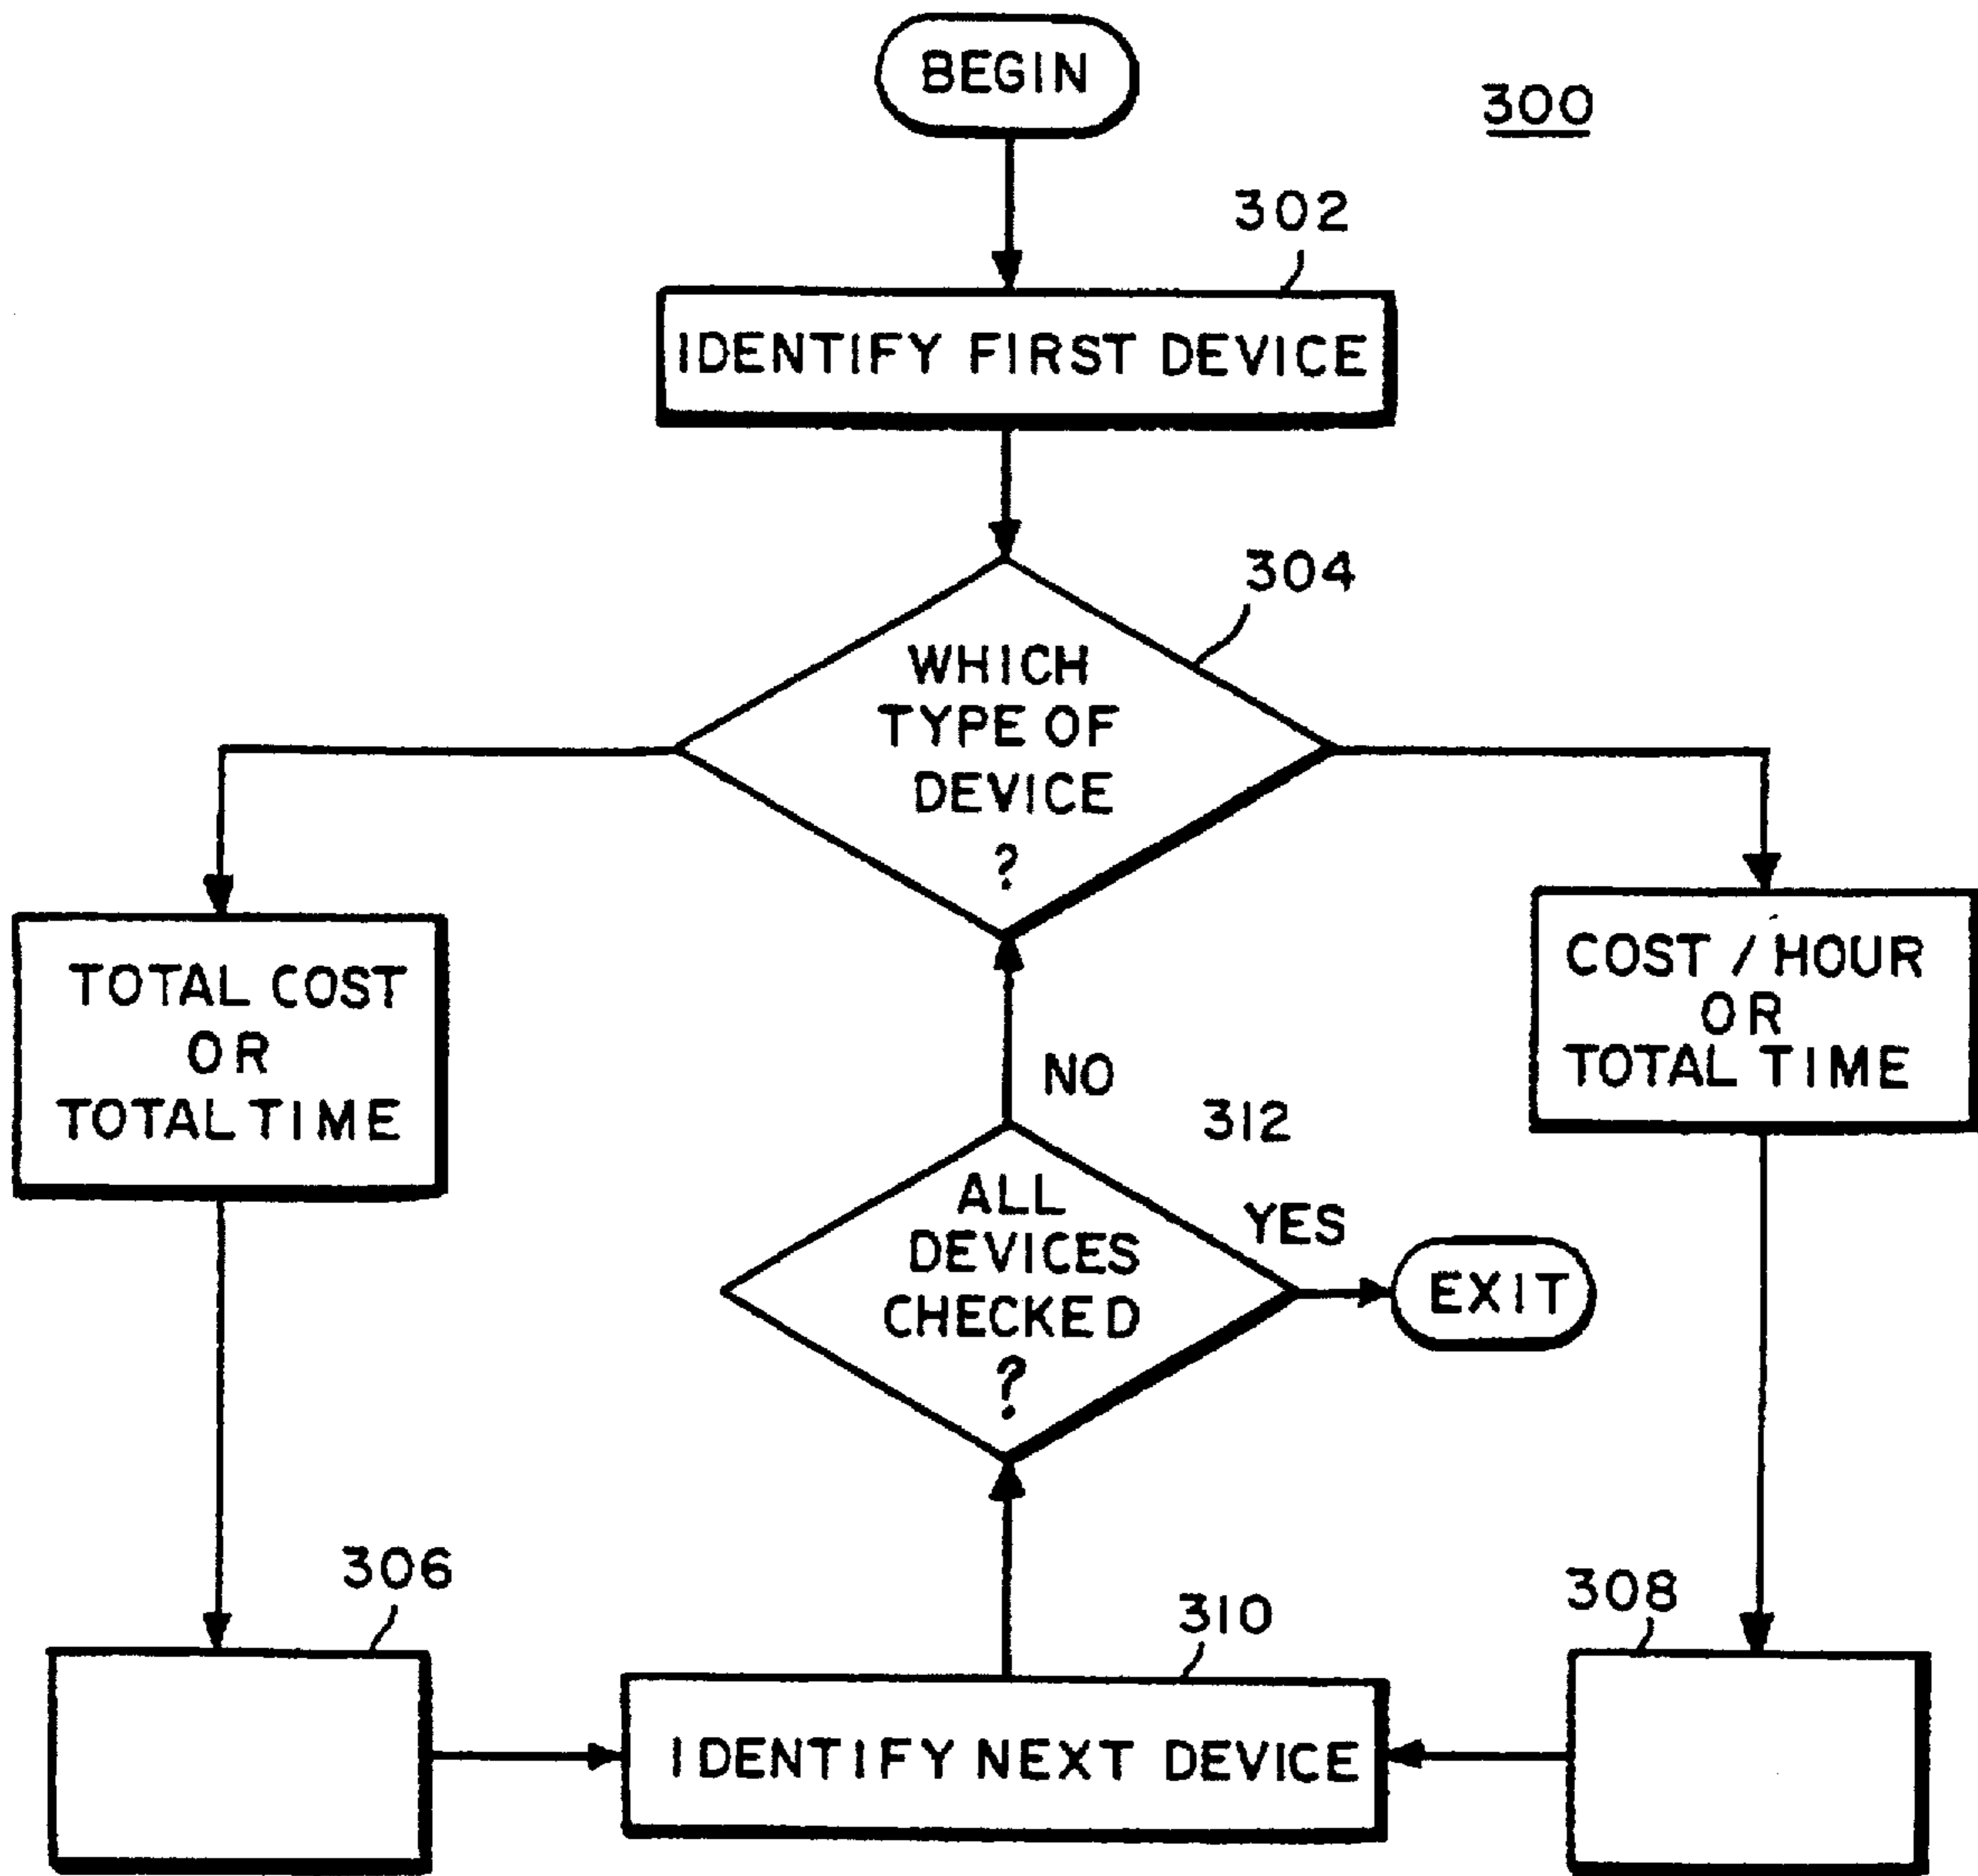 BEGIN
300
302
IDENTIFY FIRST DEVICE
304
WHICH
TYPE OF
DEVICE
?
TOTAL COST
OR
TOTAL TIME
COST / HOUR
OR
TOTAL TIME
NO
312
ALL
DEVICES
CHECKED
?
YES
EXIT
306
310
IDENTIFY NEXT DEVICE
308